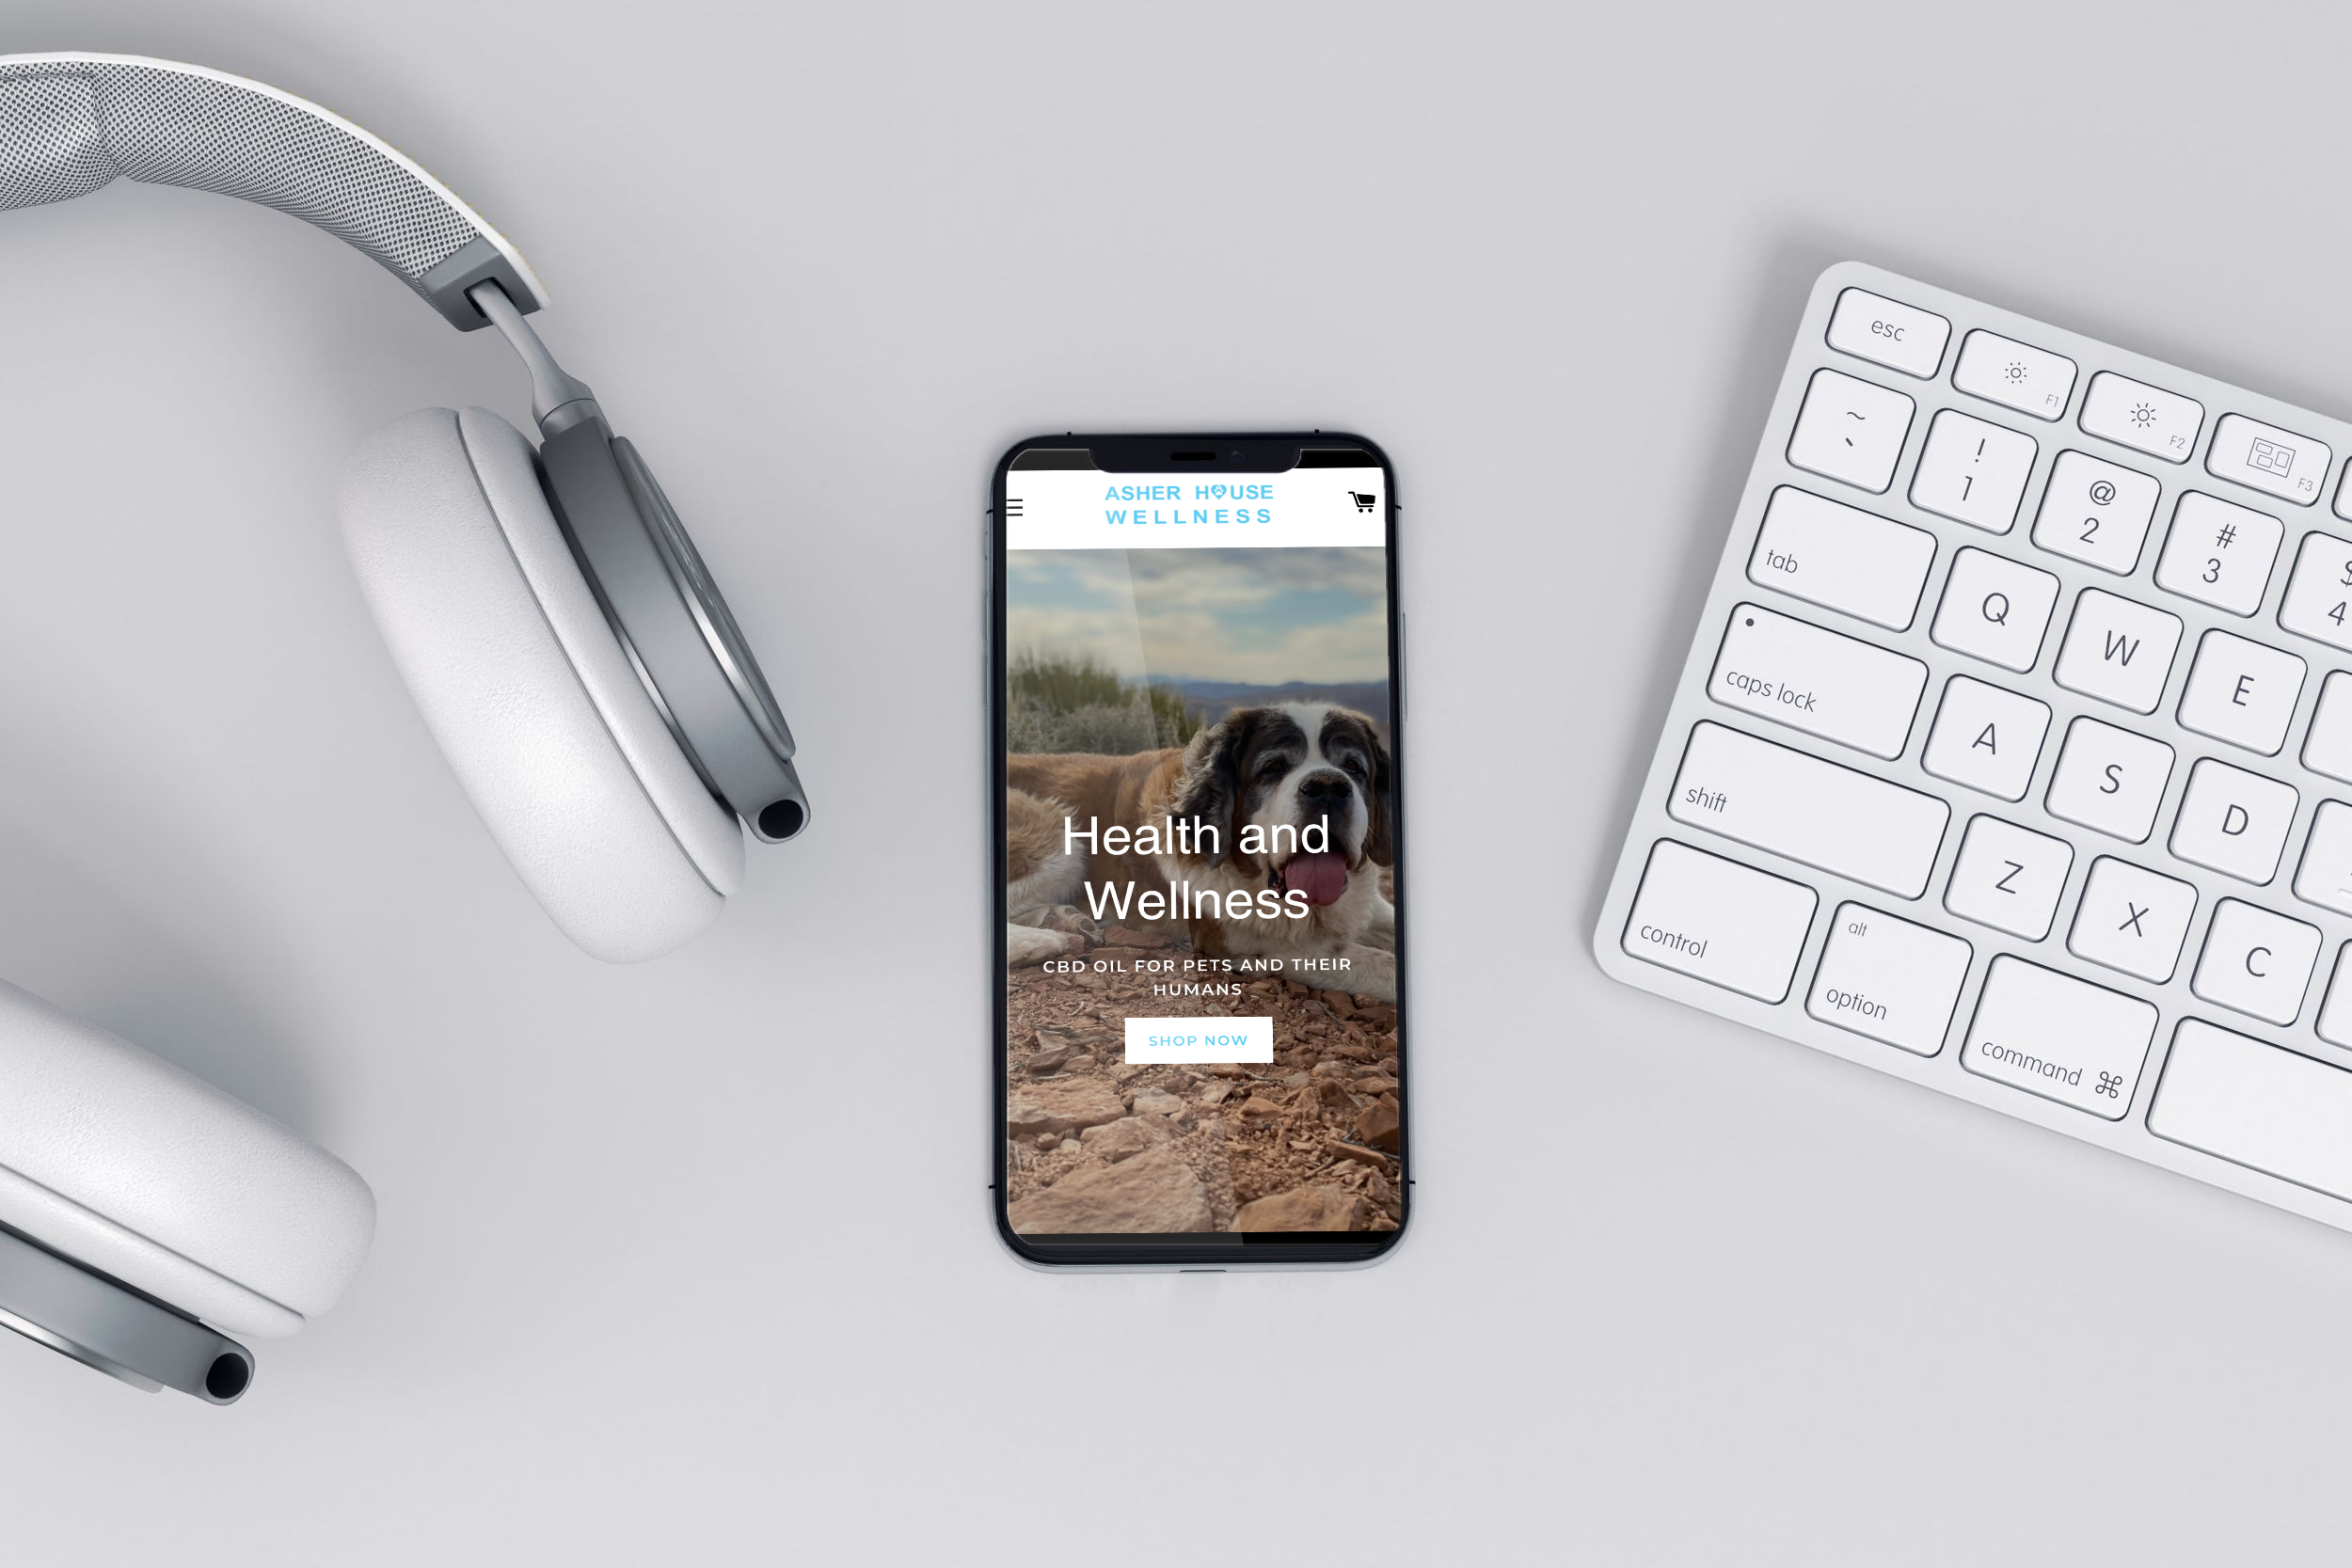 ASHER HOUSE
WELLNESS
Health and
Wellness
CBD OIL FOR PETS AND THEIR
HUMANS
SHOP NOW
esc
F1
F2
F3
~
`
!
1
@
2
#
3
$
4
tab
Q
W
E
caps lock
A
S
D
shift
Z
X
C
control
alt
option
command ⌘